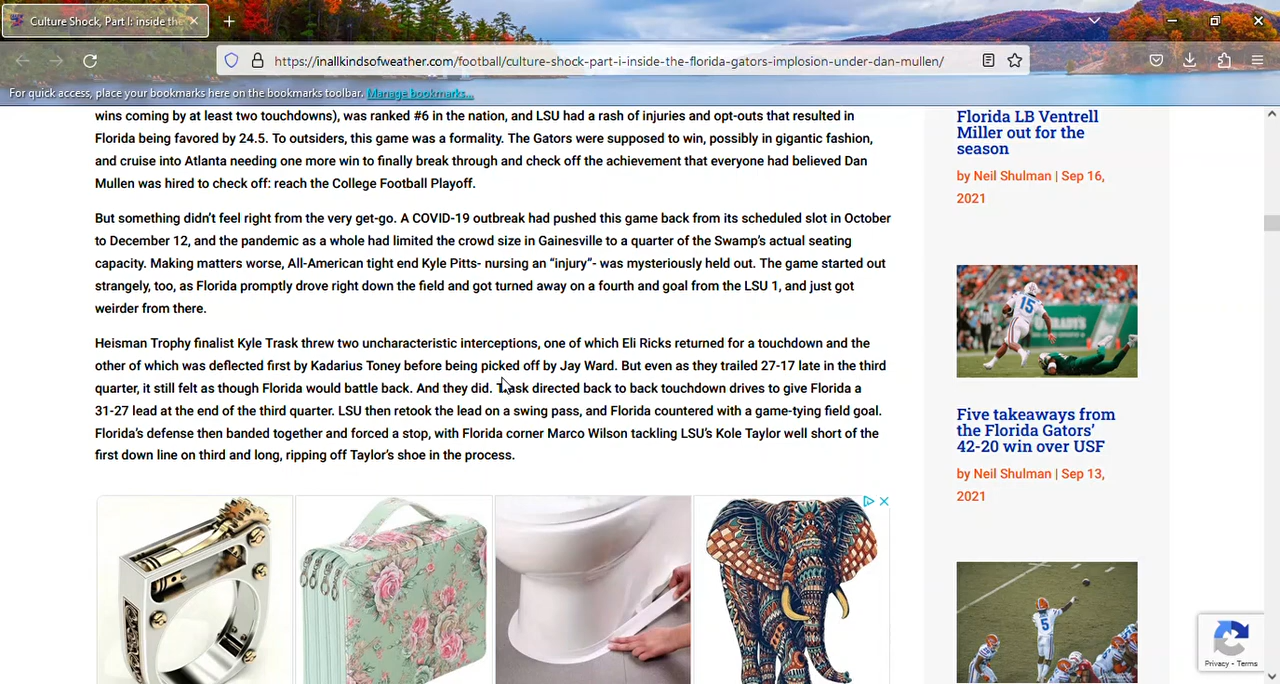 Culture Shock, Part I: inside the
https://inallkindsofweather.com/football/culture-shock-part-i-inside-the-florida-gators-implosion-under-dan-mullen/
For quick access, place your bookmarks here on the bookmarks toolbar. Manage bookmarks...
wins coming by at least two touchdowns), was ranked #6 in the nation, and LSU had a rash of injuries and opt-outs that resulted in
Florida being favored by 24.5. To outsiders, this game was a formality. The Gators were supposed to win, possibly in gigantic fashion,
and cruise into Atlanta needing one more win to finally break through and check off the achievement that everyone had believed Dan
Mullen was hired to check off: reach the College Football Playoff.
But something didn't feel right from the very get-go. A COVID-19 outbreak had pushed this game back from its scheduled slot in October
to December 12, and the pandemic as a whole had limited the crowd size in Gainesville to a quarter of the Swamp's actual seating
capacity. Making matters worse, All-American tight end Kyle Pitts- nursing an "injury"- was mysteriously held out. The game started out
strangely, too, as Florida promptly drove right down the field and got turned away on a fourth and goal from the LSU 1, and just got
weirder from there.
Heisman Trophy finalist Kyle Trask threw two uncharacteristic interceptions, one of which Eli Ricks returned for a touchdown and the
other of which was deflected first by Kadarius Toney before being picked off by Jay Ward. But even as they trailed 27-17 late in the third
quarter, it still felt as though Florida would battle back. And they did. Trask directed back to back touchdown drives to give Florida a
31-27 lead at the end of the third quarter. LSU then retook the lead on a swing pass, and Florida countered with a game-tying field goal.
Florida's defense then banded together and forced a stop, with Florida corner Marco Wilson tackling LSU's Kole Taylor well short of the
first down line on third and long, ripping off Taylor's shoe in the process.
Florida LB Ventrell
Miller out for the
season
by Neil Shulman | Sep 16,
2021
15
Five takeaways from
the Florida Gators'
42-20 win over USF
by Neil Shulman | Sep 13,
2021
5
Privacy - Terms